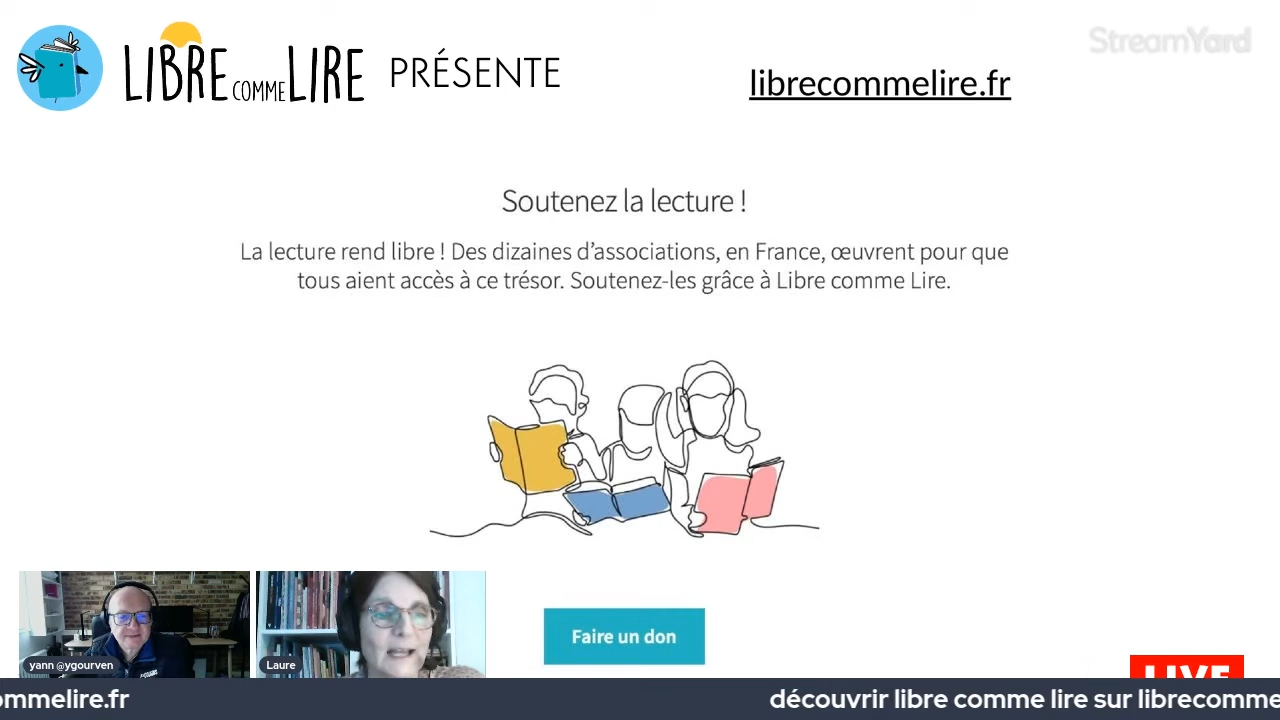 LIBRE COMME LIRE PRÉSENTE
librecommelire.fr
StreamYard
Soutenez la lecture !
La lecture rend libre ! Des dizaines d’associations, en France, œuvrent pour que
tous aient accès à ce trésor. Soutenez-les grâce à Libre comme Lire.
Faire un don
yann @ygourven
Laure
LIVE
ommelire.fr
découvrir libre comme lire sur librecomme